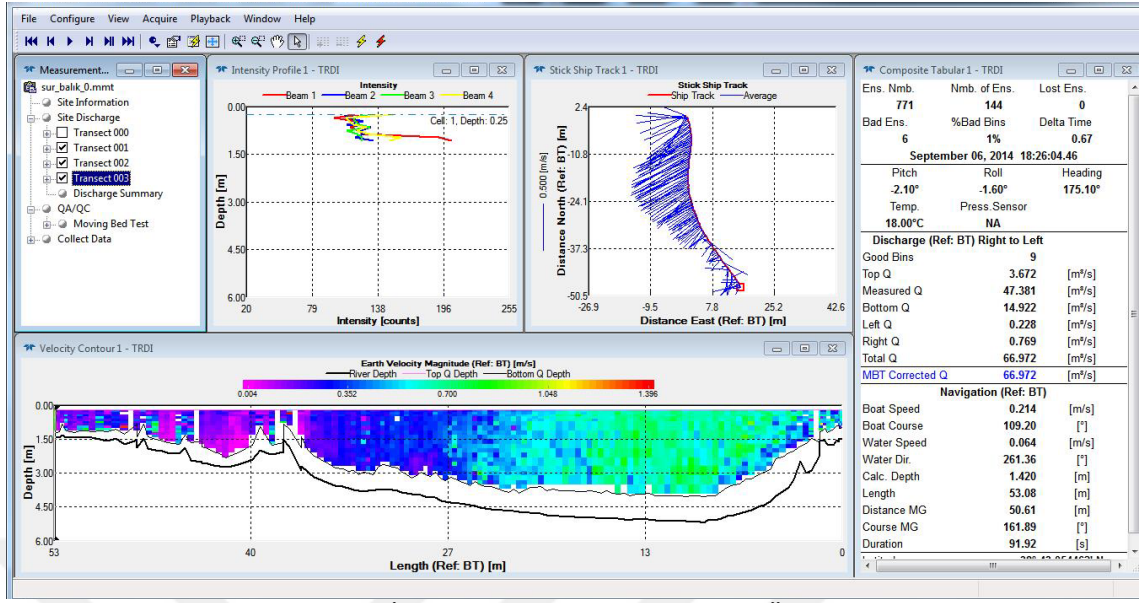 File Configure View Acquire Playback Window Help
Measurement...
sur_balık_0.mmt
Site Information
Site Discharge
Transect 000
Transect 001
Transect 002
Transect 003
Discharge Summary
QA/QC
Moving Bed Test
Collect Data
Intensity Profile 1 - TRDI
Intensity
Beam 1 Beam 2 Beam 3 Beam 4
Cell: 1, Depth: 0.25
0.00
1.50
3.00
4.50
6.00
Depth [m]
20 79 138 196 255
Intensity [counts]
Stick Ship Track 1 - TRDI
Stick Ship Track
Ship Track Average
0.500 [m/s]
Distance North (Ref: BT) [m]
2.4
-10.8
-24.1
-37.3
-50.5
-26.9 -9.5 7.8 25.2 42.6
Distance East (Ref: BT) [m]
Composite Tabular 1 - TRDI
Ens. Nmb. Nmb. of Ens. Lost Ens.
771 144 0
Bad Ens. %Bad Bins Delta Time
6 1% 0.67
September 06, 2014 18:26:04.46
Pitch Roll Heading
-2.10° -1.60° 175.10°
Temp. Press.Sensor
18.00°C NA
Discharge (Ref: BT) Right to Left
Good Bins 9
Top Q 3.672 [m³/s]
Measured Q 47.381 [m³/s]
Bottom Q 14.922 [m³/s]
Left Q 0.228 [m³/s]
Right Q 0.769 [m³/s]
Total Q 66.972 [m³/s]
MBT Corrected Q 66.972 [m³/s]
Navigation (Ref: BT)
Boat Speed 0.214 [m/s]
Boat Course 109.20 [°]
Water Speed 0.064 [m/s]
Water Dir. 261.36 [°]
Calc. Depth 1.420 [m]
Length 53.08 [m]
Distance MG 50.61 [m]
Course MG 161.89 [°]
Duration 91.92 [s]
Velocity Contour 1 - TRDI
Earth Velocity Magnitude (Ref: BT) [m/s]
River Depth Top Q Depth Bottom Q Depth
0.004 0.352 0.700 1.048 1.396
0.00
1.50
3.00
4.50
6.00
Depth [m]
53 40 27 13 0
Length (Ref: BT) [m]